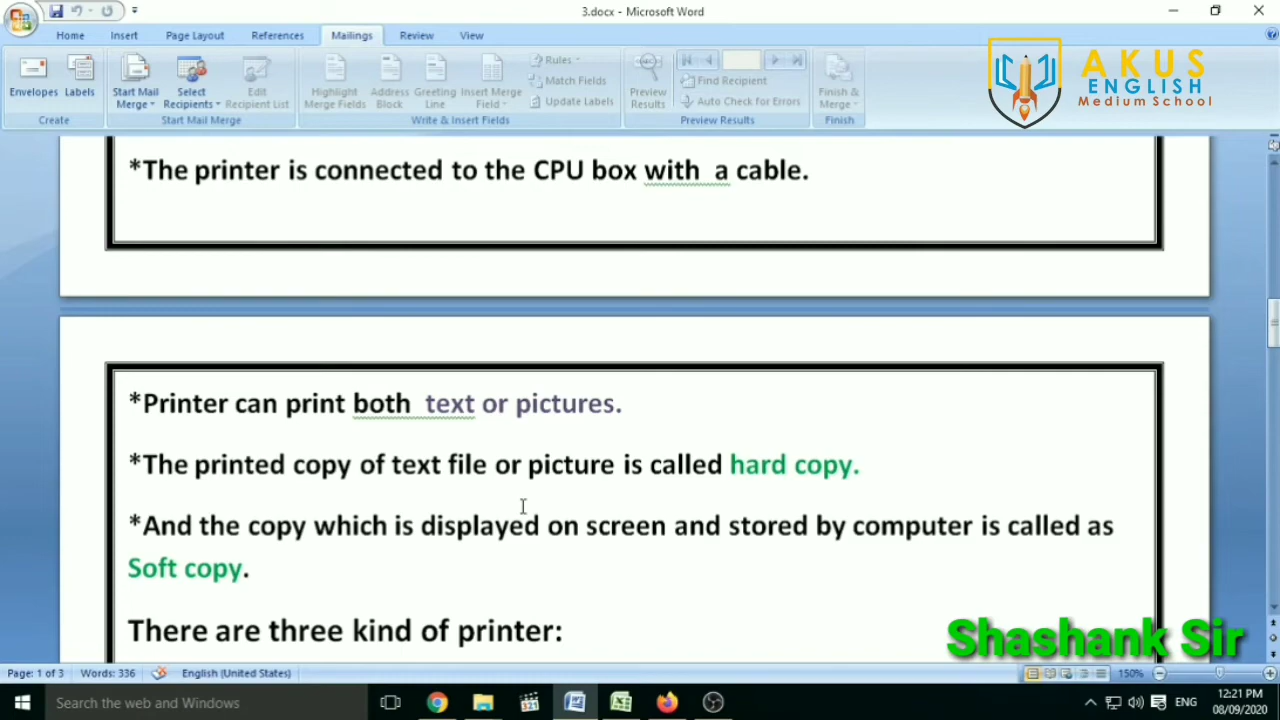 3.docx - Microsoft Word
Home Insert Page Layout References Mailings Review View
Envelopes Labels
Create
Start Mail Merge
Select Recipients
Edit Recipient List
Start Mail Merge
Highlight Merge Fields
Address Block
Greeting Line
Insert Merge Field
Rules
Match Fields
Update Labels
Write & Insert Fields
Preview Results
Find Recipient
Auto Check for Errors
Preview Results
Finish & Merge
Finish
AKUS
ENGLISH
Medium School
*The printer is connected to the CPU box with  a cable.
*Printer can print both  text or pictures.
*The printed copy of text file or picture is called hard copy.
*And the copy which is displayed on screen and stored by computer is called as
Soft copy.
There are three kind of printer:
Shashank Sir
Page: 1 of 3 Words: 336 English (United States) 150%
Search the web and Windows
ENG
12:21 PM
08/09/2020